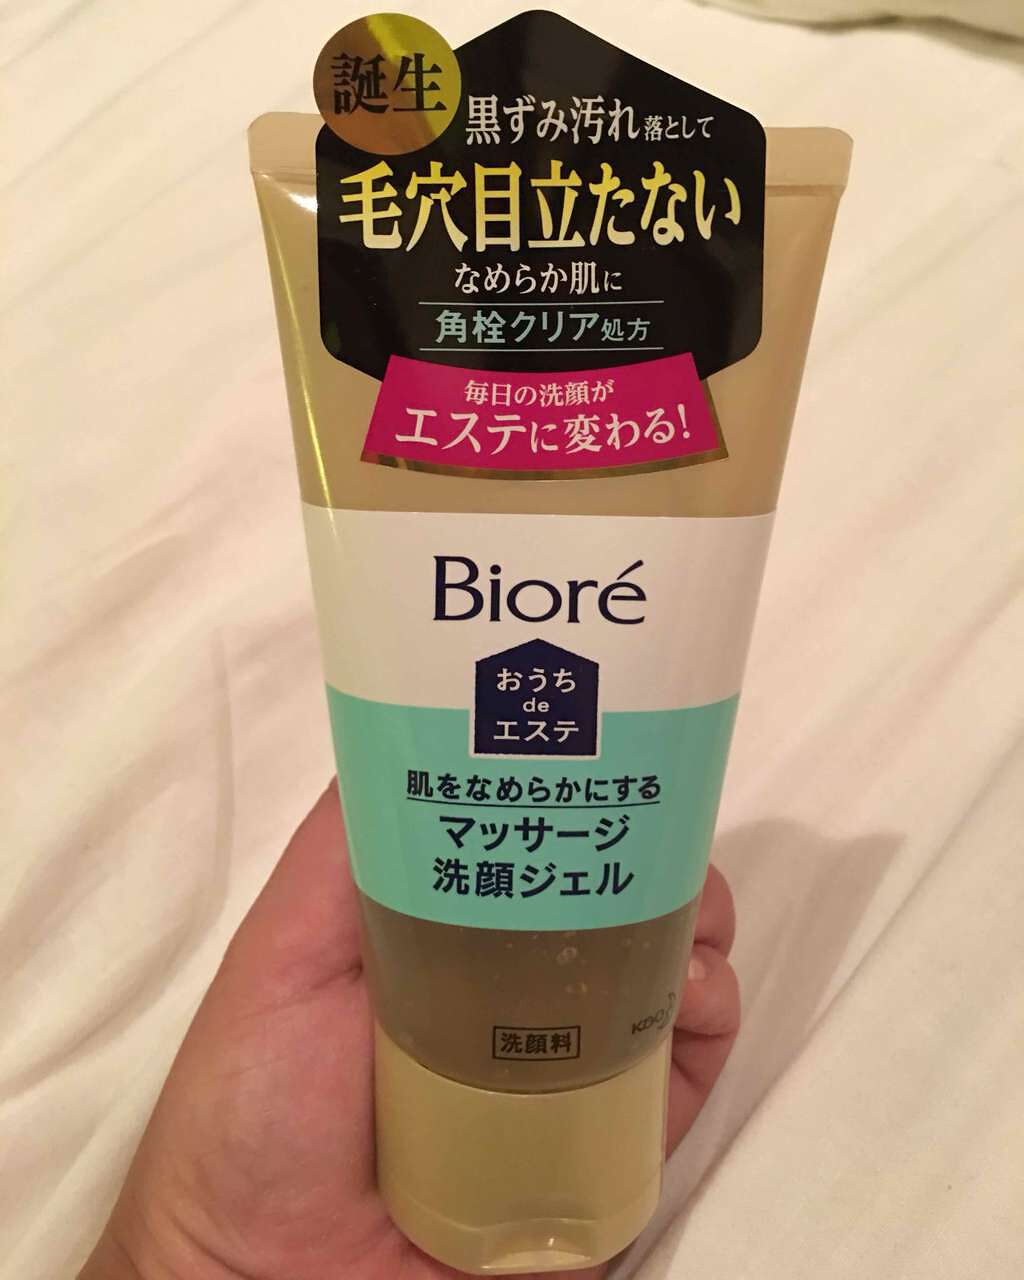 誕生
黒ずみ汚れ落として
毛穴目立たない
なめらか肌に
角栓クリア処方
毎日の洗顔が
エステに変わる!
Bioré
おうち
de
エステ
肌をなめらかにする
マッサージ
洗顔ジェル
KAO
洗顔料